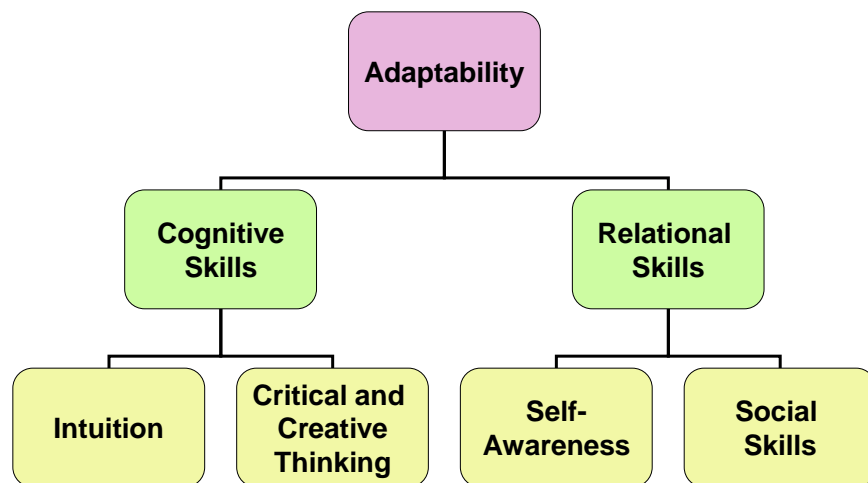 Adaptability
Cognitive
Skills
Relational
Skills
Intuition
Critical and
Creative
Thinking
Self-
Awareness
Social
Skills